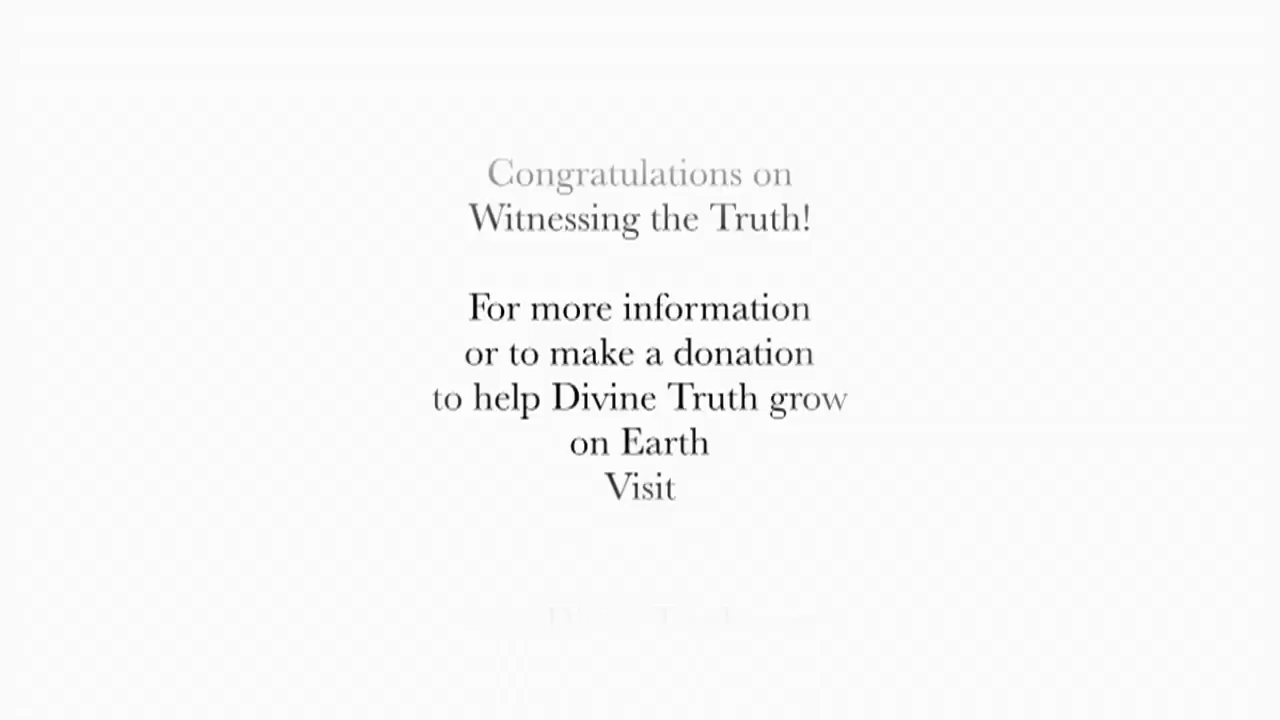 Congratulations on
Witnessing the Truth!
For more information
or to make a donation
to help Divine Truth grow
on Earth
Visit